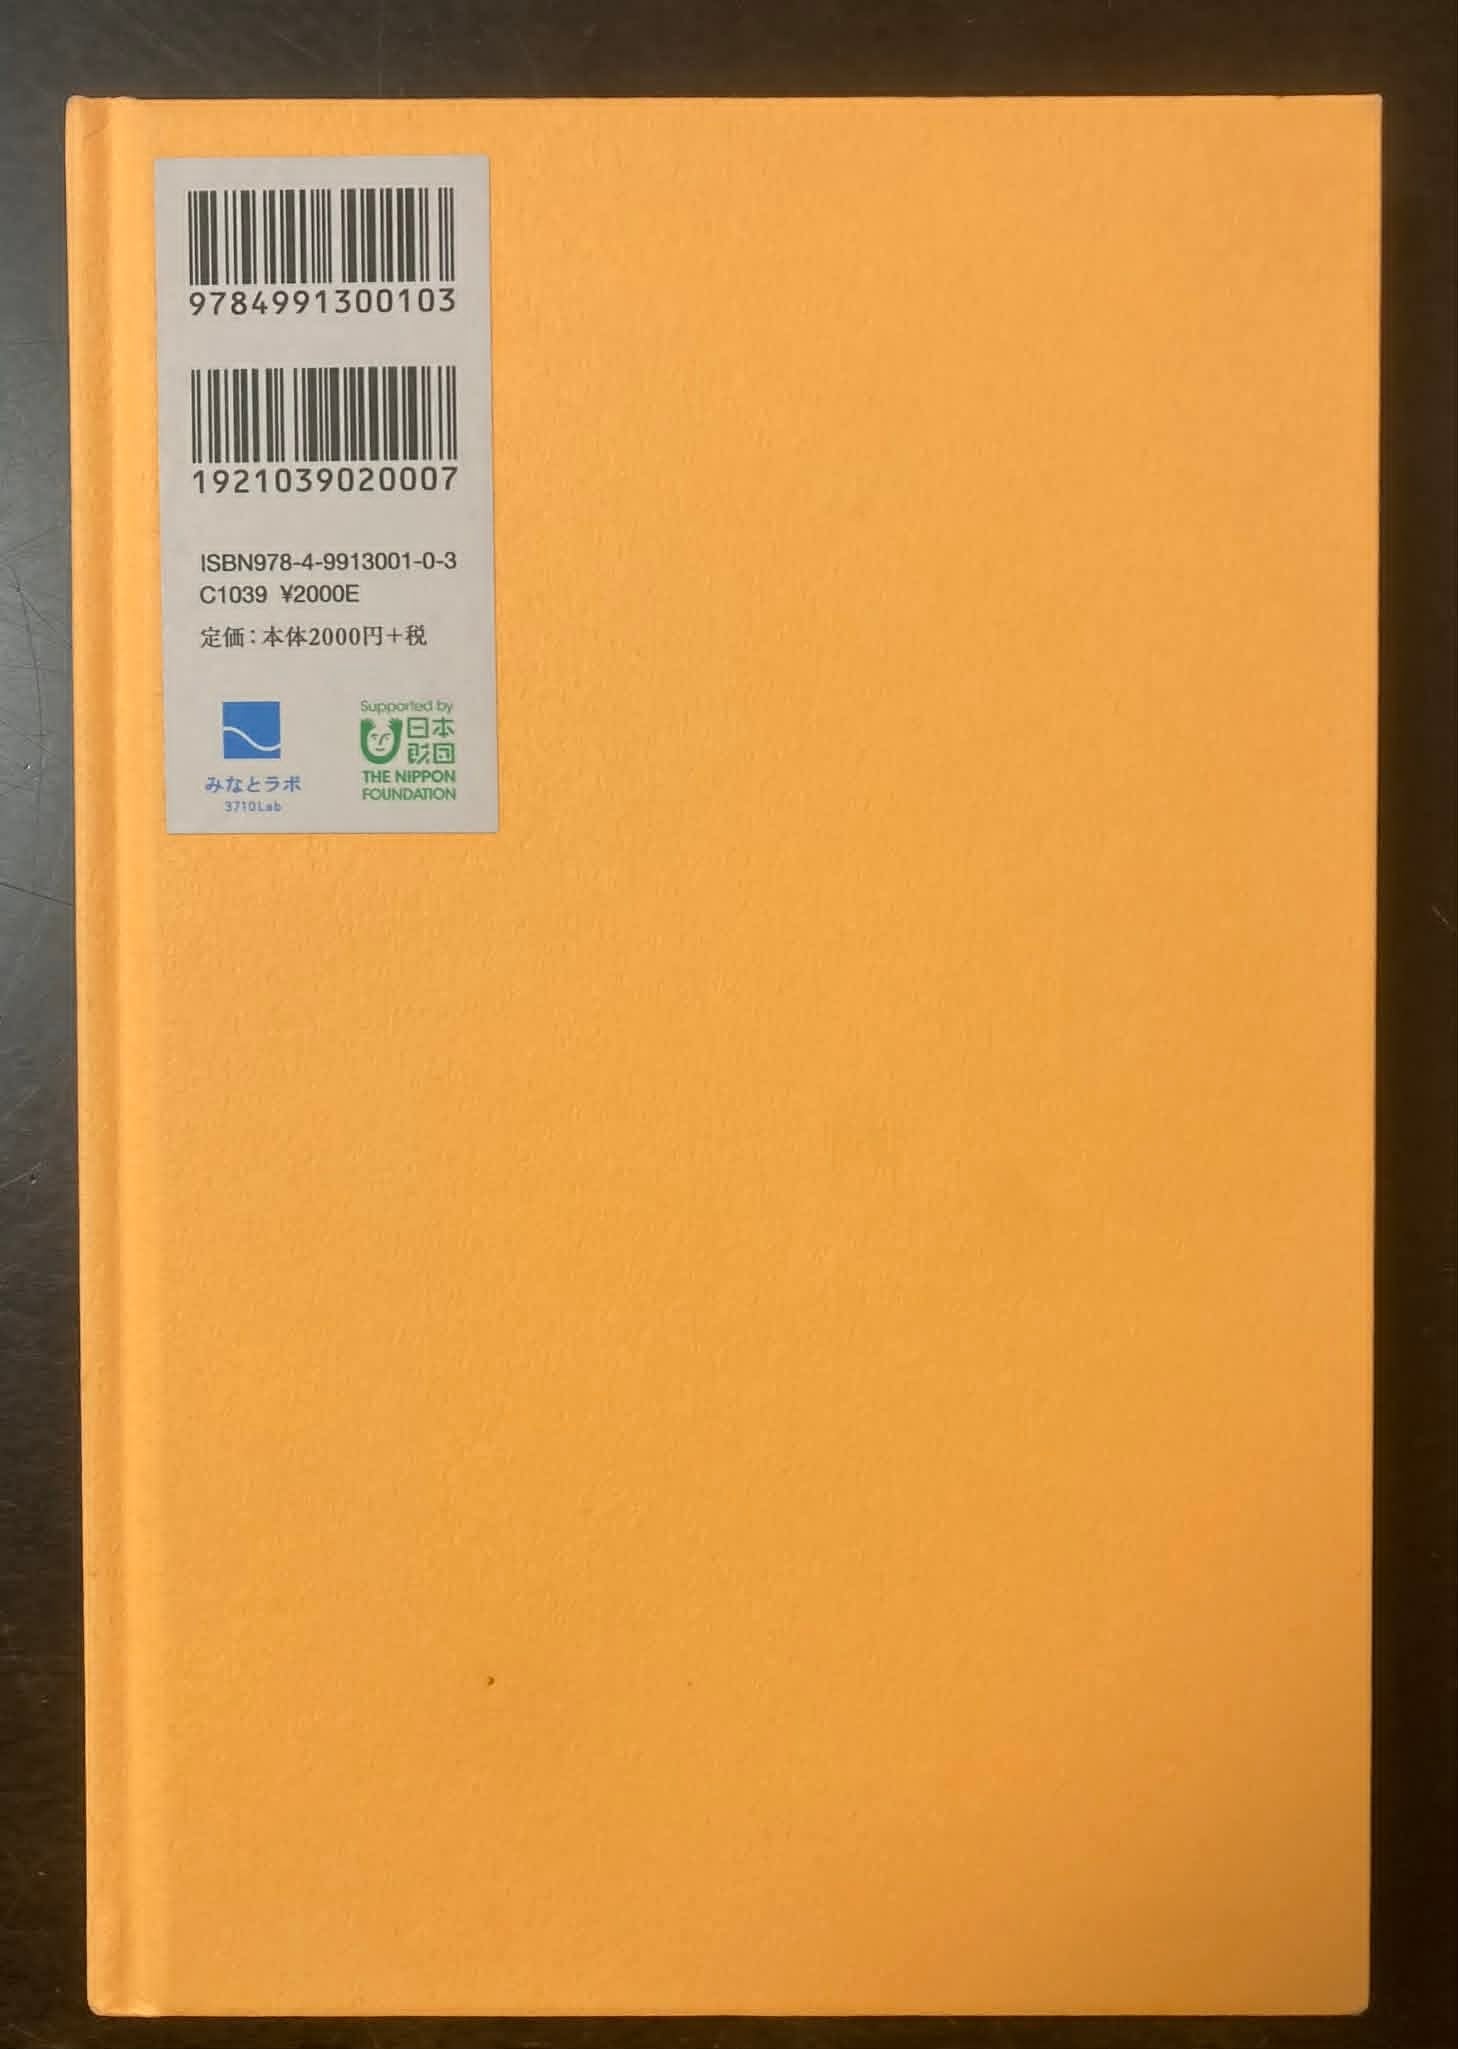 9784991300103
1921039020007
ISBN978-4-9913001-0-3
C1039 ¥2000E
定価：本体2000円＋税
みなとラボ
3710Lab
Supported by
日本
財団
THE NIPPON
FOUNDATION